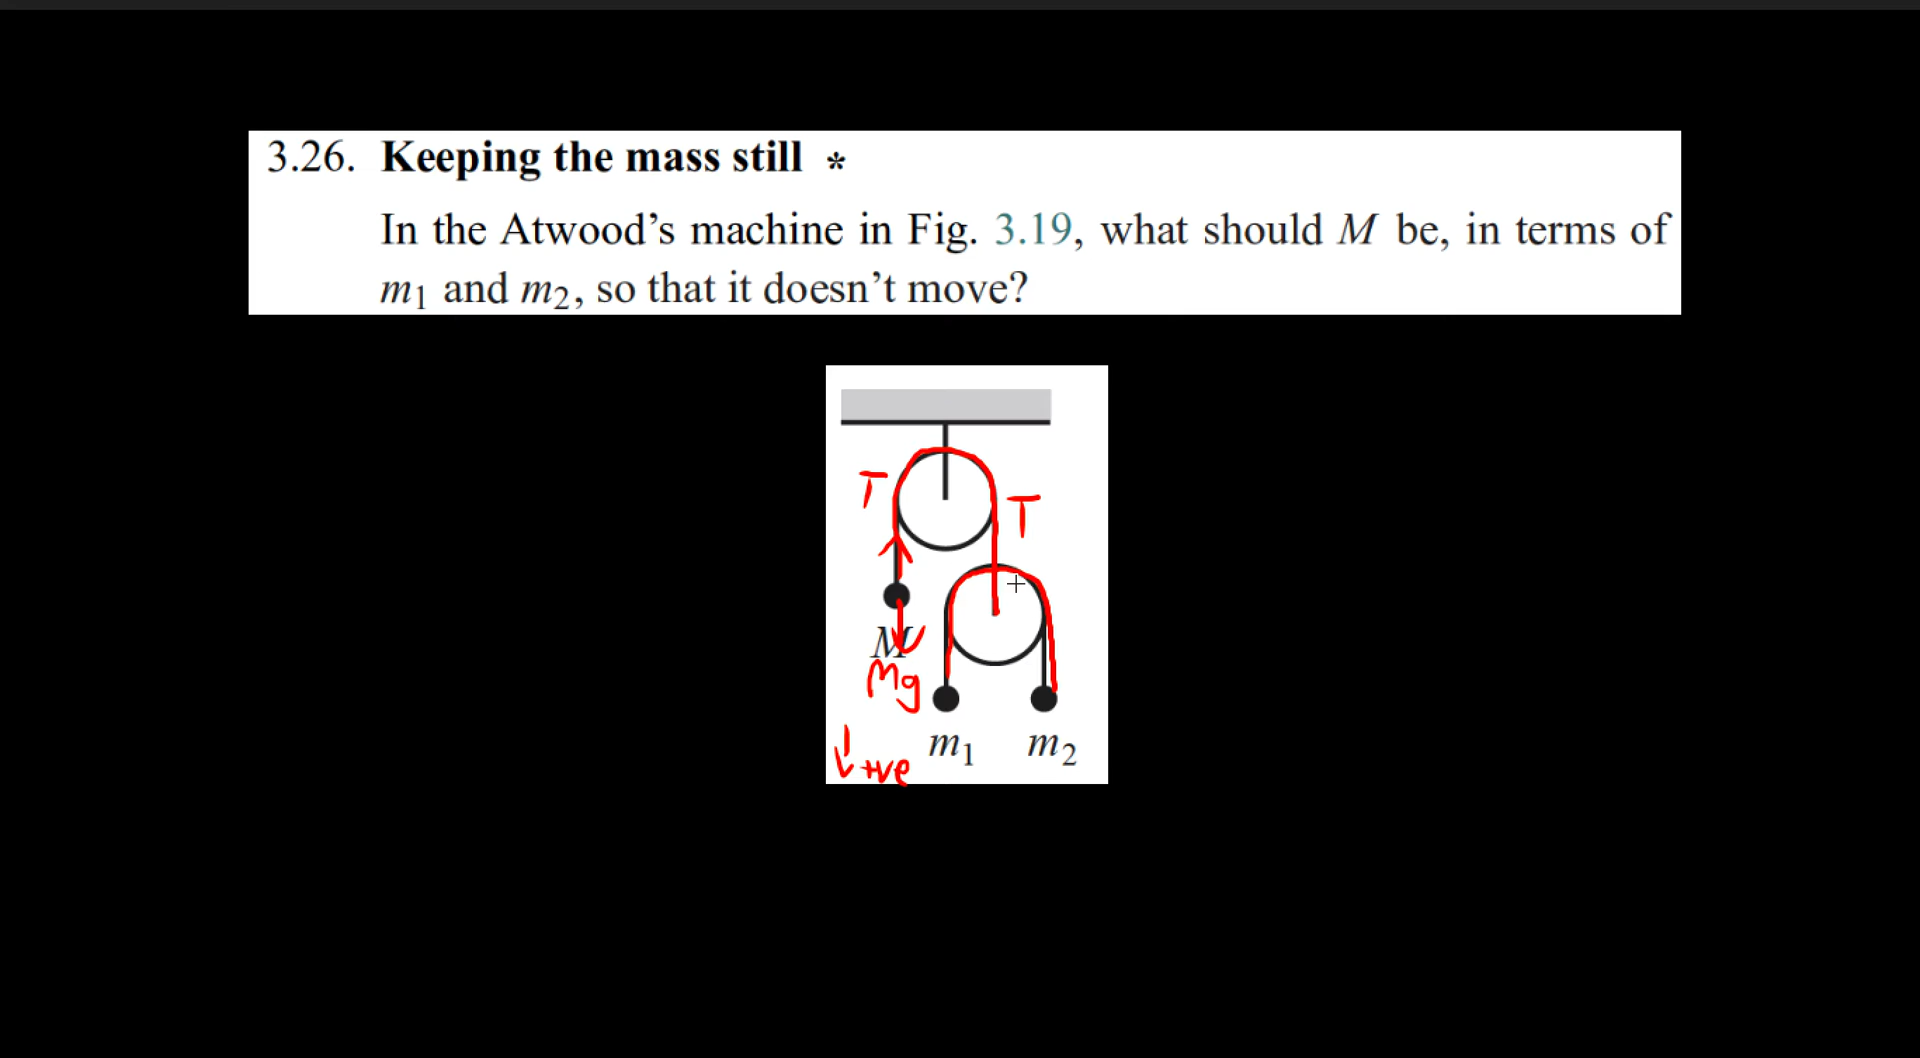 3.26. Keeping the mass still *
In the Atwood's machine in Fig. 3.19, what should M be, in terms of
m1 and m2, so that it doesn't move?
T
T
M
Mg
m1 m2
+ve